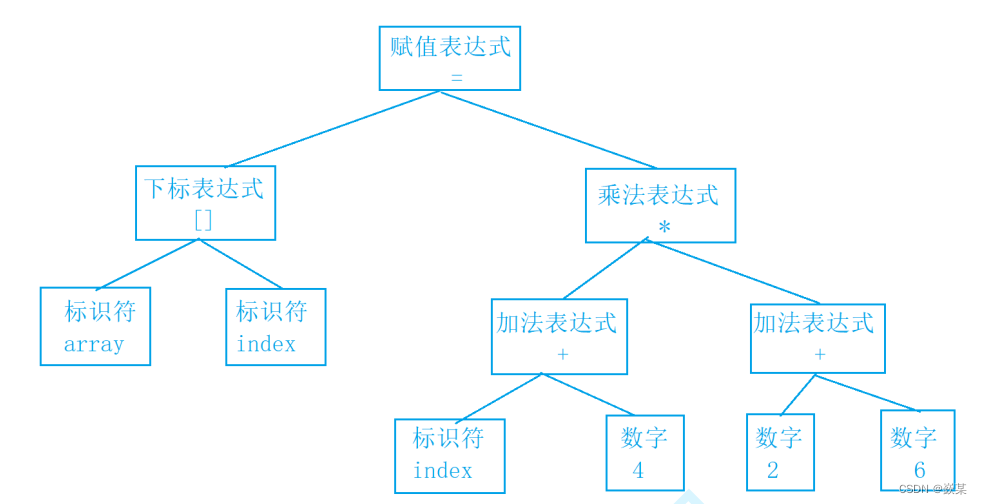 赋值表达式
=
下标表达式
[]
乘法表达式
*
标识符
array
标识符
index
加法表达式
+
加法表达式
+
标识符
index
数字
4
数字
2
数字
6
CSDN @嶶某